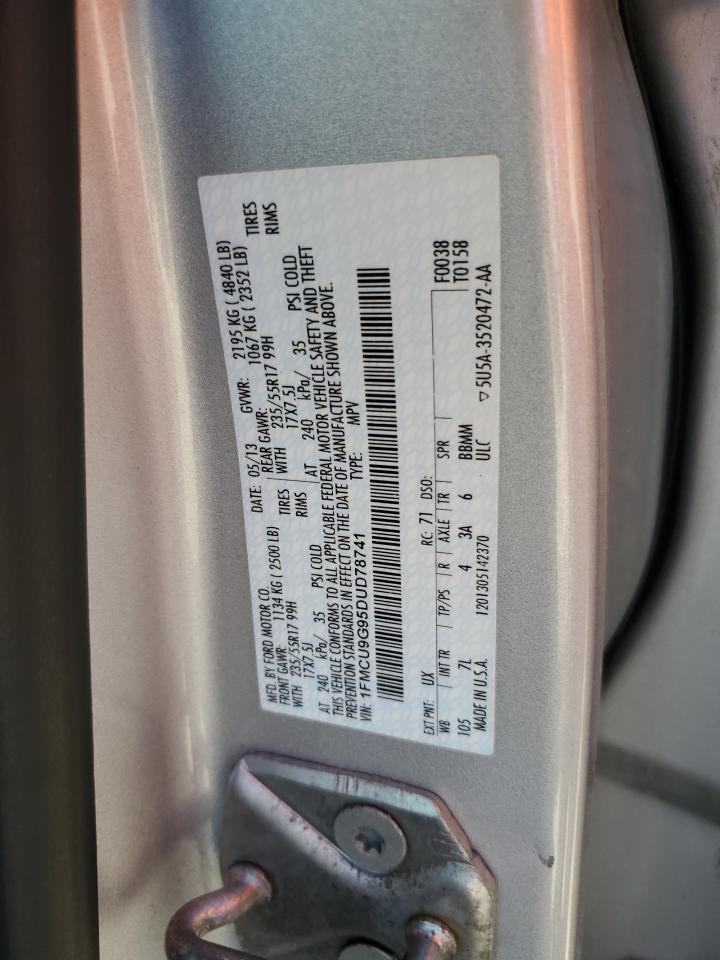 MFD. BY FORD MOTOR CO.
DATE: 05/13 GVWR: 2195 KG ( 4840 LB)
FRONT GAWR: 1134 KG ( 2500 LB) REAR GAWR: 1067 KG ( 2352 LB)
WITH 235/55R17 99H TIRES WITH 235/55R17 99H TIRES
17X7.5J RIMS 17X7.5J RIMS
AT 240 kPa/ 35 PSI COLD AT 240 kPa/ 35 PSI COLD
THIS VEHICLE CONFORMS TO ALL APPLICABLE FEDERAL MOTOR VEHICLE SAFETY AND THEFT
PREVENTION STANDARDS IN EFFECT ON THE DATE OF MANUFACTURE SHOWN ABOVE.
VIN: 1FMCU9G95DUD78741 TYPE: MPV
EXT PNT: UX RC: 71 DSO: F0038
WB INT TR TP/PS R AXLE TR SPR T0158
105 7L 4 3A 6 BBMM
MADE IN U.S.A. 1201305142370 ULC ▽5U5A-3520472-AA